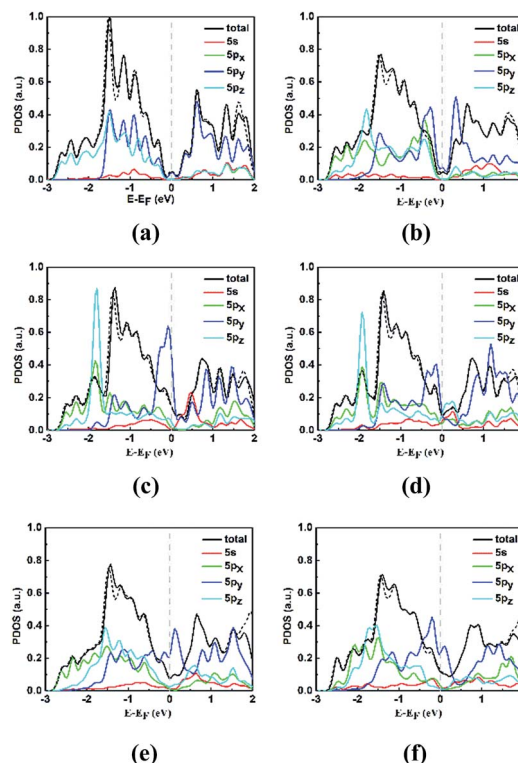 1.0
0.8
0.6
0.4
0.2
0.0
PDOS (a.u.)
-3 -2 -1 0 1 2
E-EF (eV)
total
5s
5px
5py
5pz
(a)
1.0
0.8
0.6
0.4
0.2
0.0
PDOS (a.u.)
-3 -2 -1 0 1
E-EF (eV)
total
5s
5px
5py
5pz
(b)
1.0
0.8
0.6
0.4
0.2
0.0
PDOS (a.u.)
-3 -2 -1 0 1 2
E-EF (eV)
total
5s
5px
5py
5pz
(c)
1.0
0.8
0.6
0.4
0.2
0.0
PDOS (a.u.)
-3 -2 -1 0 1
E-EF (eV)
total
5s
5px
5py
5pz
(d)
1.0
0.8
0.6
0.4
0.2
0.0
PDOS (a.u.)
-3 -2 -1 0 1 2
E-EF (eV)
total
5s
5px
5py
5pz
(e)
1.0
0.8
0.6
0.4
0.2
0.0
PDOS (a.u.)
-3 -2 -1 0 1
E-EF (eV)
total
5s
5px
5py
5pz
(f)